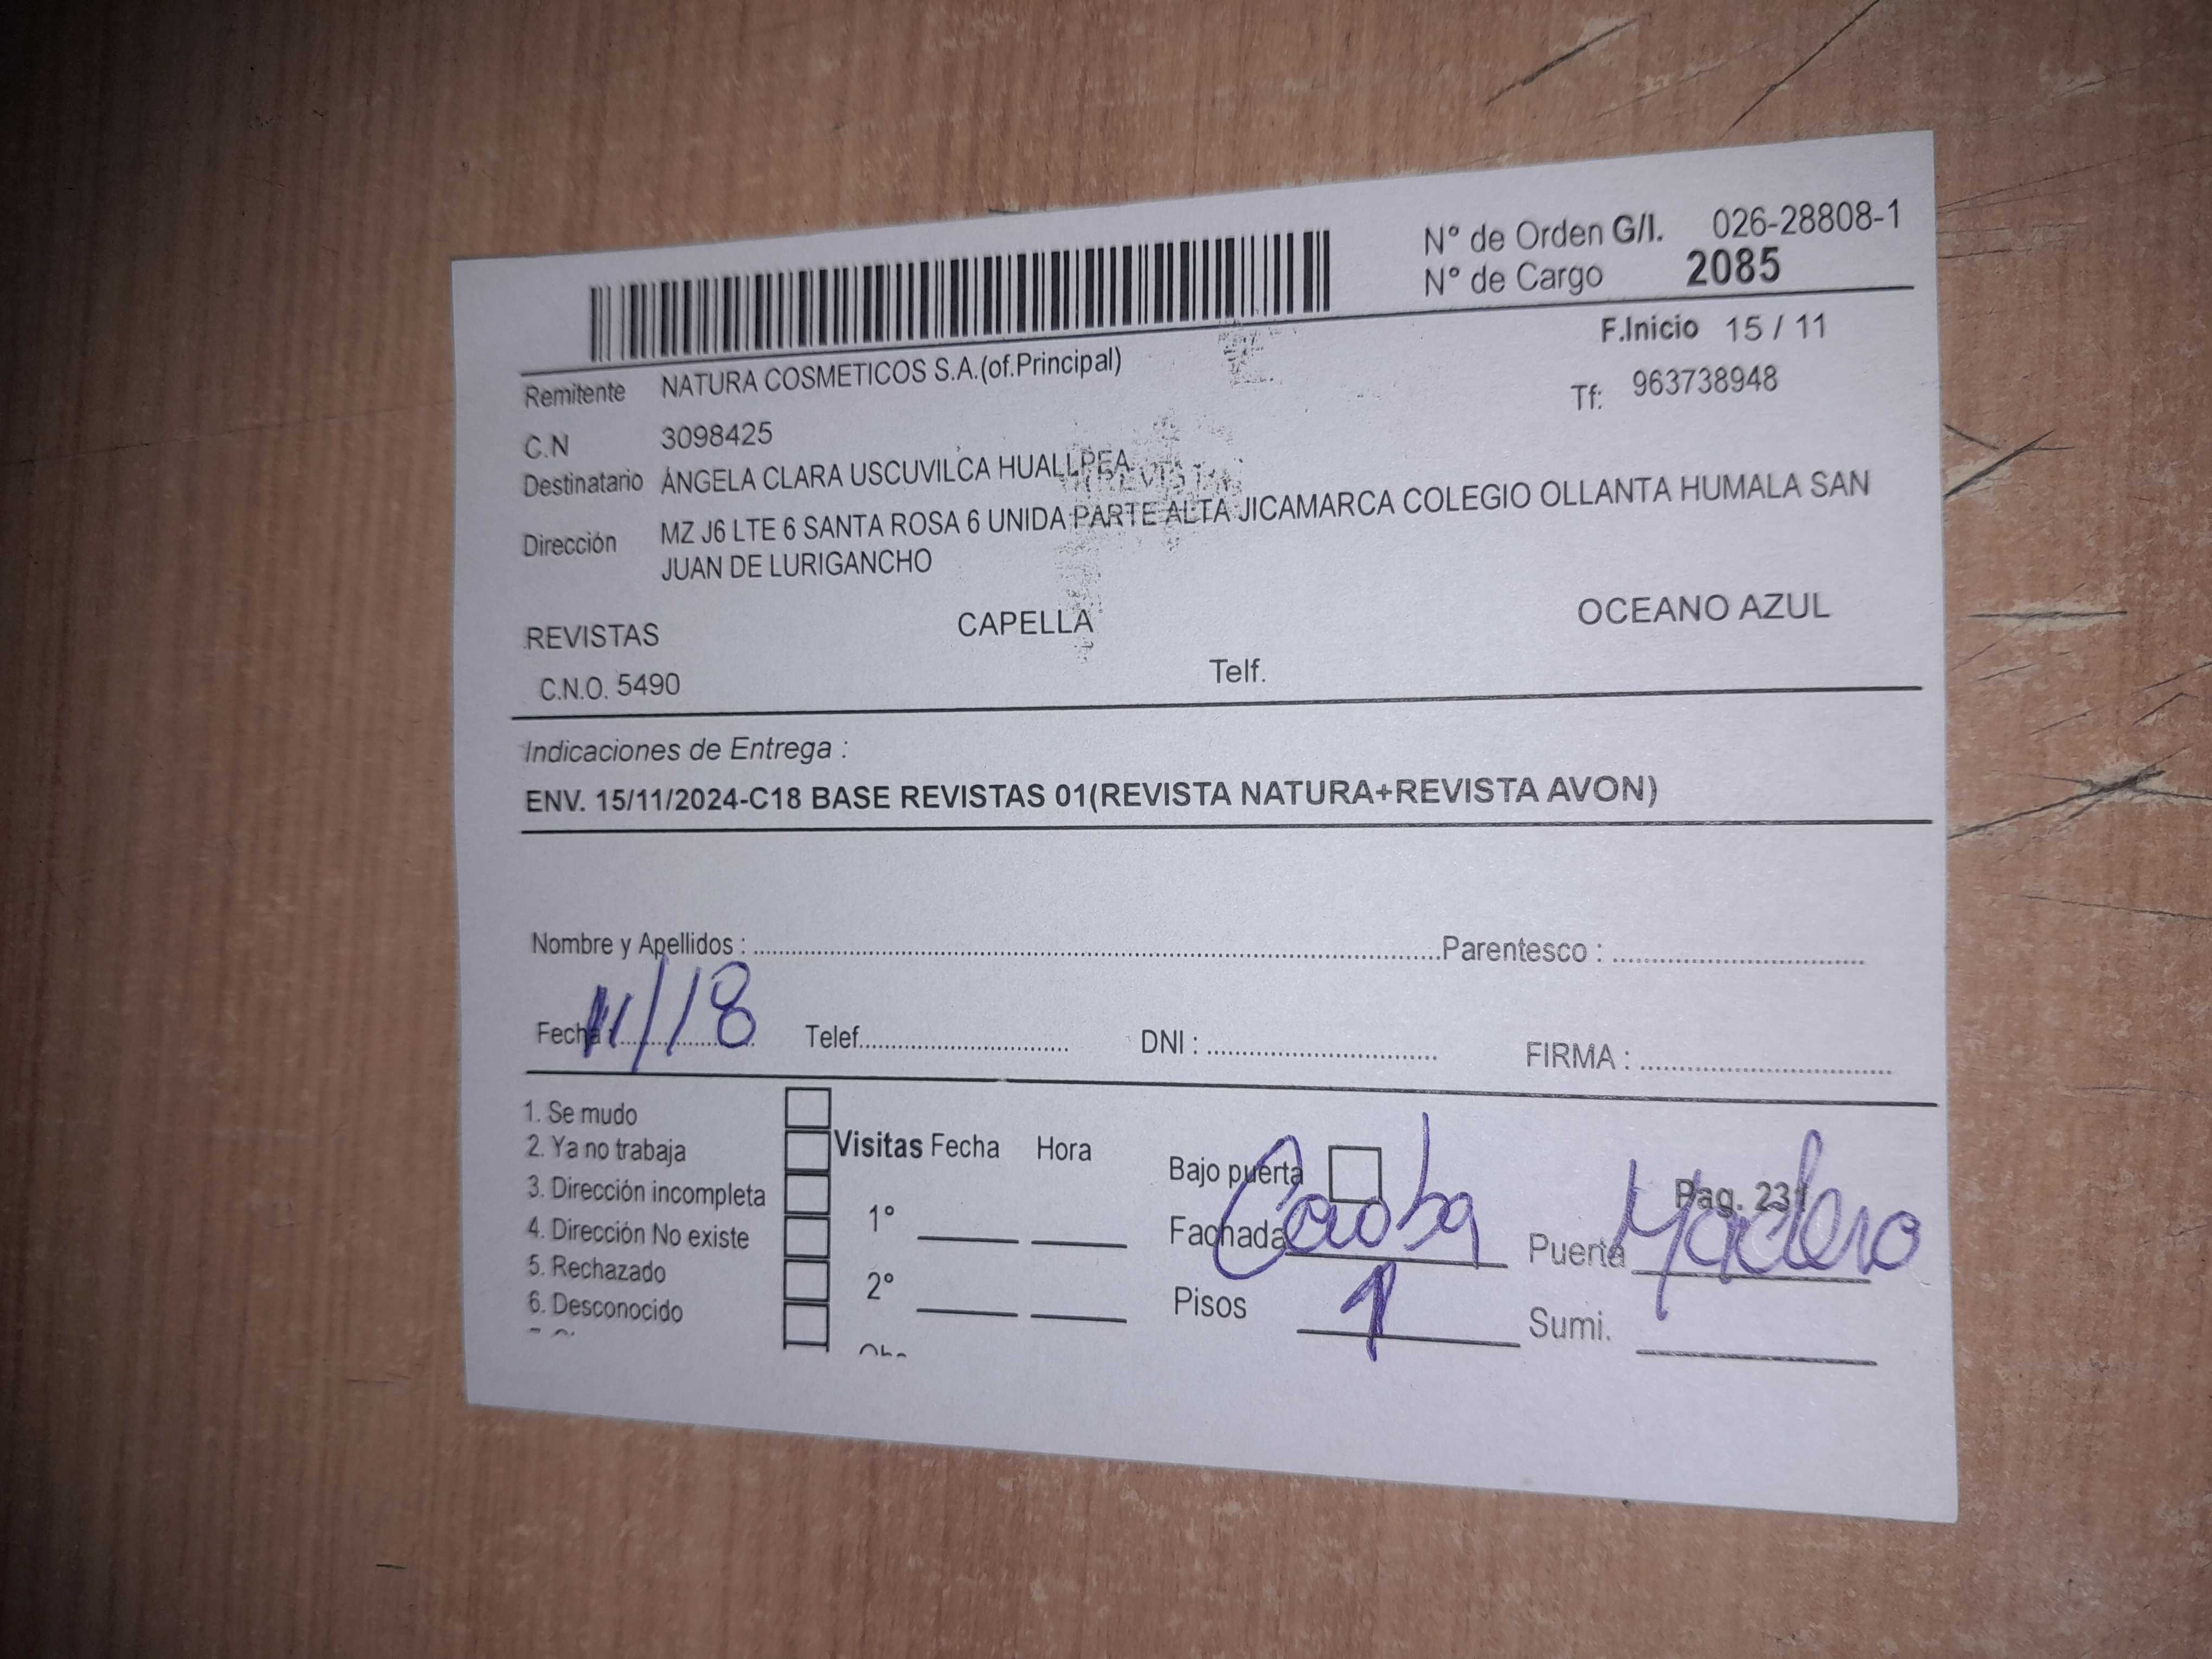 N° de Orden G/I. 026-28808-1
N° de Cargo 2085
F.Inicio 15 / 11
Remitente NATURA COSMETICOS S.A.(of.Principal)
Tf: 963738948
C.N 3098425
Destinatario ÁNGELA CLARA USCUVILCA HUALLPEA
Dirección MZ J6 LTE 6 SANTA ROSA 6 UNIDA PARTE ALTA JICAMARCA COLEGIO OLLANTA HUMALA SAN
JUAN DE LURIGANCHO
REVISTAS CAPELLA OCEANO AZUL
C.N.O. 5490 Telf.
Indicaciones de Entrega :
ENV. 15/11/2024-C18 BASE REVISTAS 01(REVISTA NATURA+REVISTA AVON)
Nombre y Apellidos : Parentesco :
Fecha : 11/18 Telef. DNI : FIRMA :
1. Se mudo
2. Ya no trabaja
3. Dirección incompleta
4. Dirección No existe
5. Rechazado
6. Desconocido
Visitas Fecha Hora
1°
2°
Bajo puerta Pag. 231
Fachada Caoba Puerta Madera
Pisos 1 Sumi.